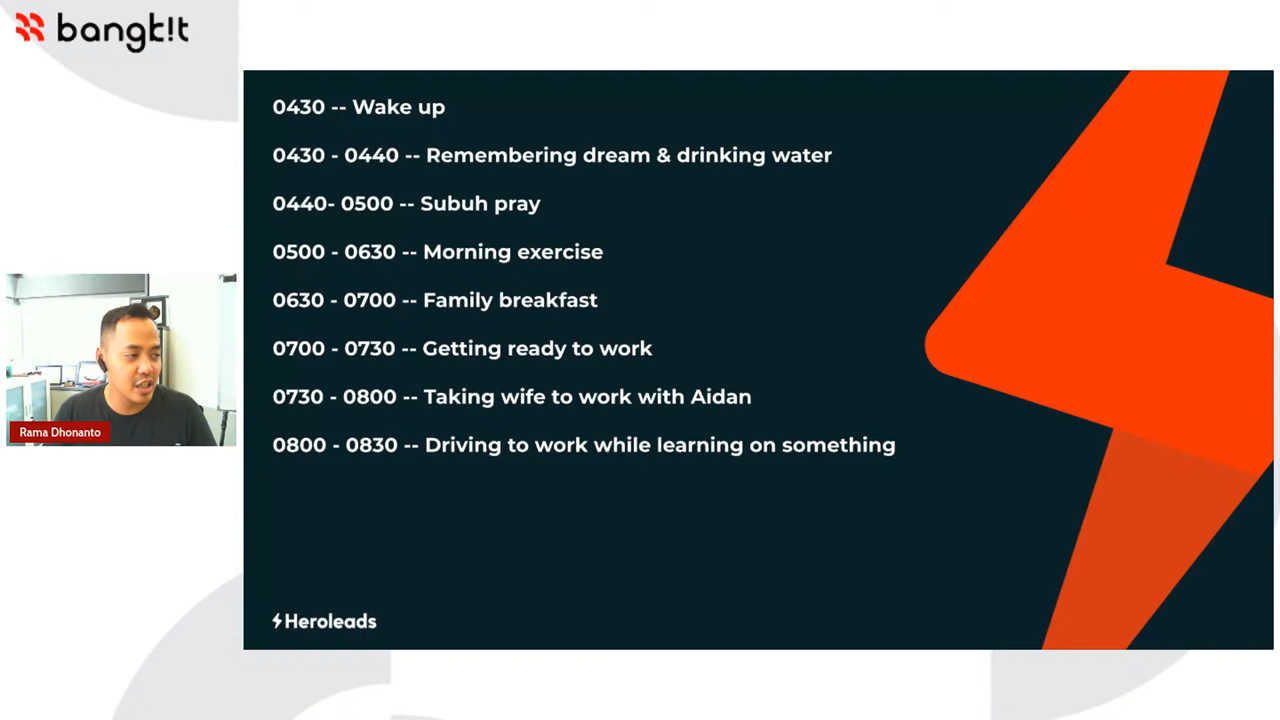 bangk!t
0430 -- Wake up
0430 - 0440 -- Remembering dream & drinking water
0440- 0500 -- Subuh pray
0500 - 0630 -- Morning exercise
0630 - 0700 -- Family breakfast
0700 - 0730 -- Getting ready to work
0730 - 0800 -- Taking wife to work with Aidan
0800 - 0830 -- Driving to work while learning on something
Rama Dhonanto
Heroleads